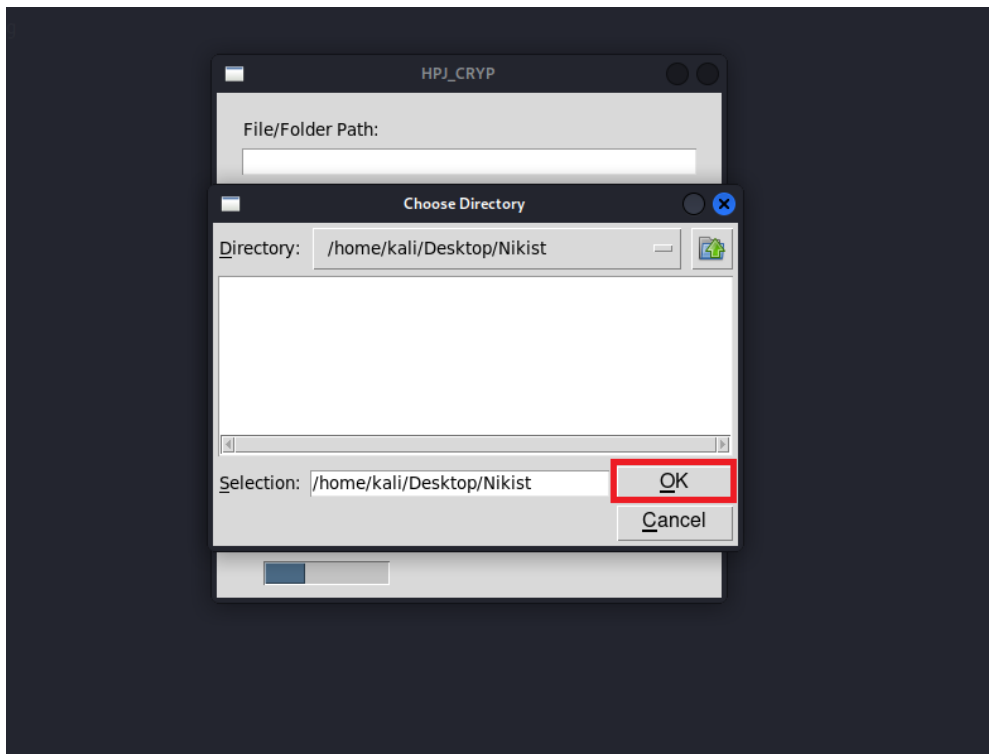 HPJ_CRYP
File/Folder Path:
Choose Directory
Directory: /home/kali/Desktop/Nikist
Selection: /home/kali/Desktop/Nikist OK
Cancel